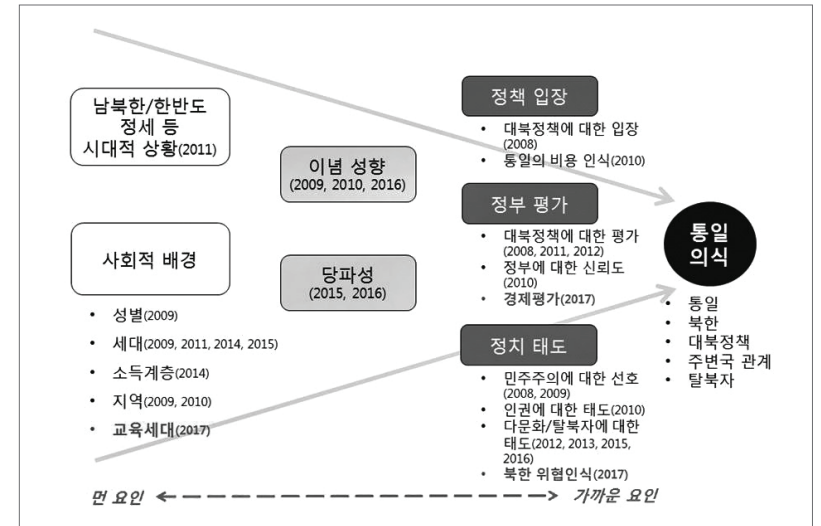 남북한/한반도
정세 등
시대적 상황(2011)
사회적 배경
• 성별(2009)
• 세대(2009, 2011, 2014, 2015)
• 소득계층(2014)
• 지역(2009, 2010)
• 교육세대(2017)
이념 성향
(2009, 2010, 2016)
당파성
(2015, 2016)
정책 입장
• 대북정책에 대한 입장
(2008)
• 통일의 비용 인식(2010)
정부 평가
• 대북정책에 대한 평가
(2008, 2011, 2012)
• 정부에 대한 신뢰도
(2010)
• 경제평가(2017)
정치 태도
• 민주주의에 대한 선호
(2008, 2009)
• 인권에 대한 태도(2010)
• 다문화/탈북자에 대한
태도(2012, 2013, 2015,
2016)
• 북한 위협인식(2017)
통일
의식
• 통일
• 북한
• 대북정책
• 주변국 관계
• 탈북자
먼 요인
가까운 요인